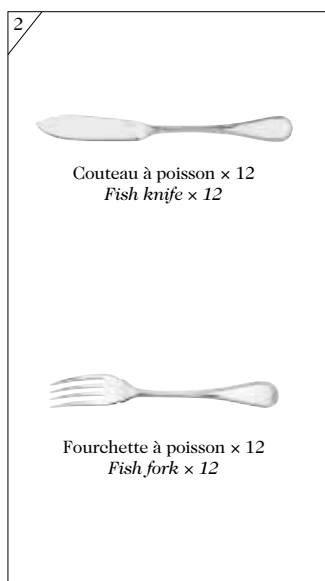 2
Couteau à poisson × 12
Fish knife × 12
Fourchette à poisson × 12
Fish fork × 12